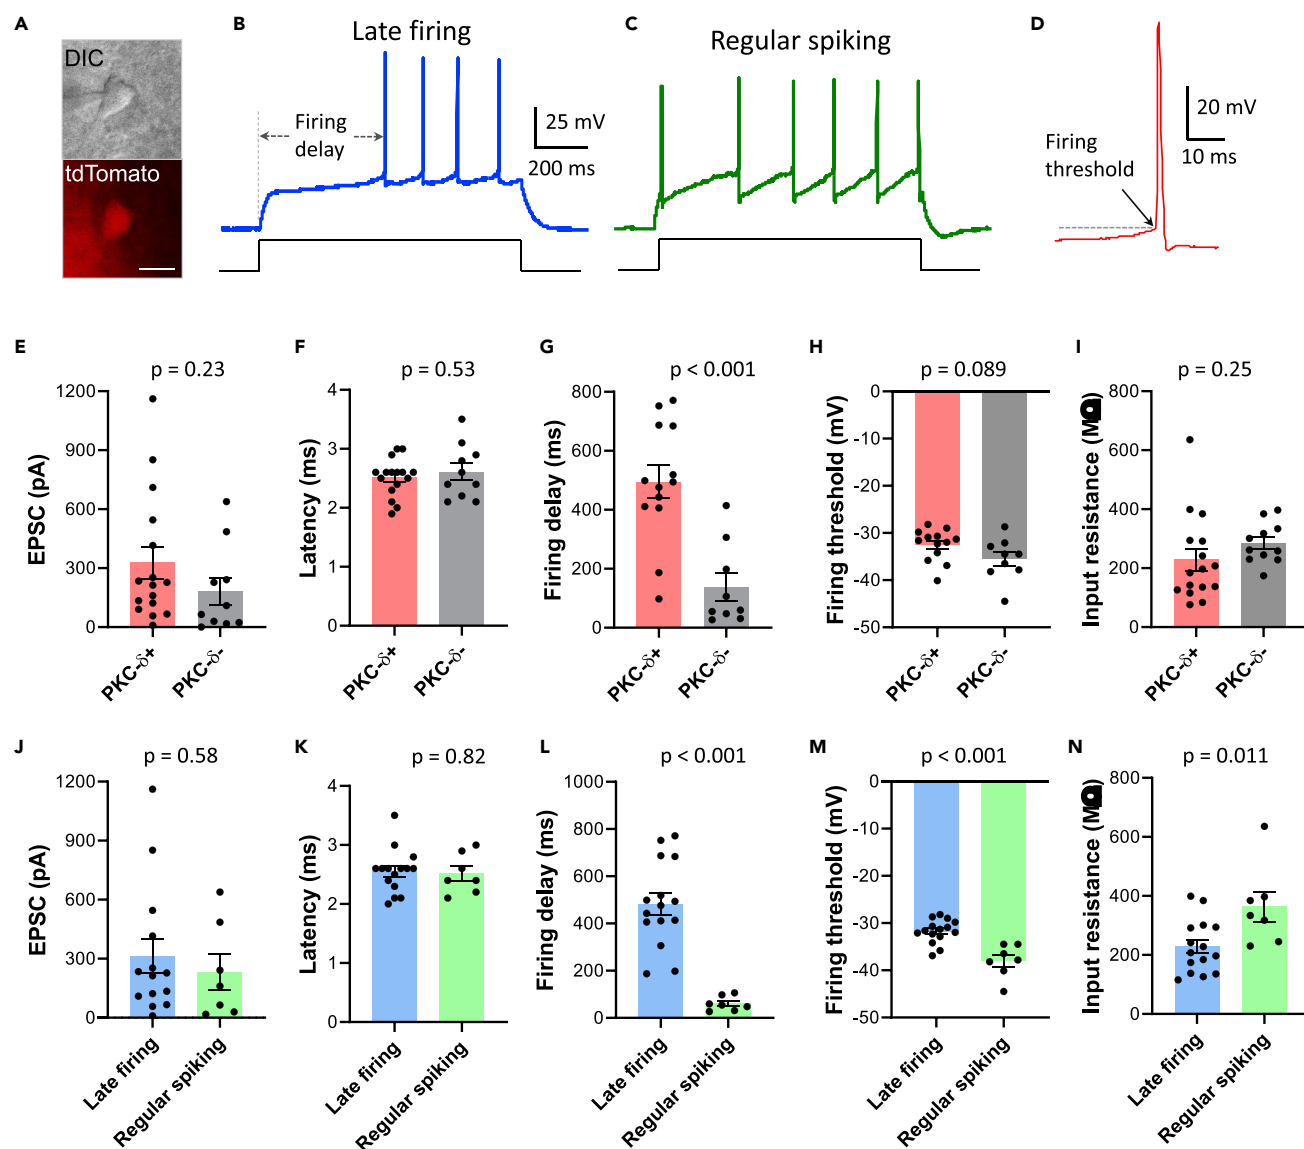 A
B
C
D
DIC
tdTomato
Late firing
Firing
delay
25 mV
200 ms
Regular spiking
20 mV
10 ms
Firing
threshold
E
p = 0.23
EPSC (pA)
1200
900
600
300
0
PKC-δ+
PKC-δ-
F
p = 0.53
Latency (ms)
4
3
2
1
0
PKC-δ+
PKC-δ-
G
p < 0.001
Firing delay (ms)
800
600
400
200
0
PKC-δ+
PKC-δ-
H
p = 0.089
Firing threshold (mV)
0
-10
-20
-30
-40
-50
PKC-δ+
PKC-δ-
I
p = 0.25
Input resistance (M
800
600
400
200
0
PKC-δ+
PKC-δ-
J
p = 0.58
EPSC (pA)
1200
900
600
300
0
Late firing
Regular spiking
K
p = 0.82
Latency (ms)
4
3
2
1
0
Late firing
Regular spiking
L
p < 0.001
Firing delay (ms)
1000
800
600
400
200
0
Late firing
Regular spiking
M
p < 0.001
Firing threshold (mV)
0
-10
-20
-30
-40
-50
Late firing
Regular spiking
N
p = 0.011
Input resistance (M
800
600
400
200
0
Late firing
Regular spiking